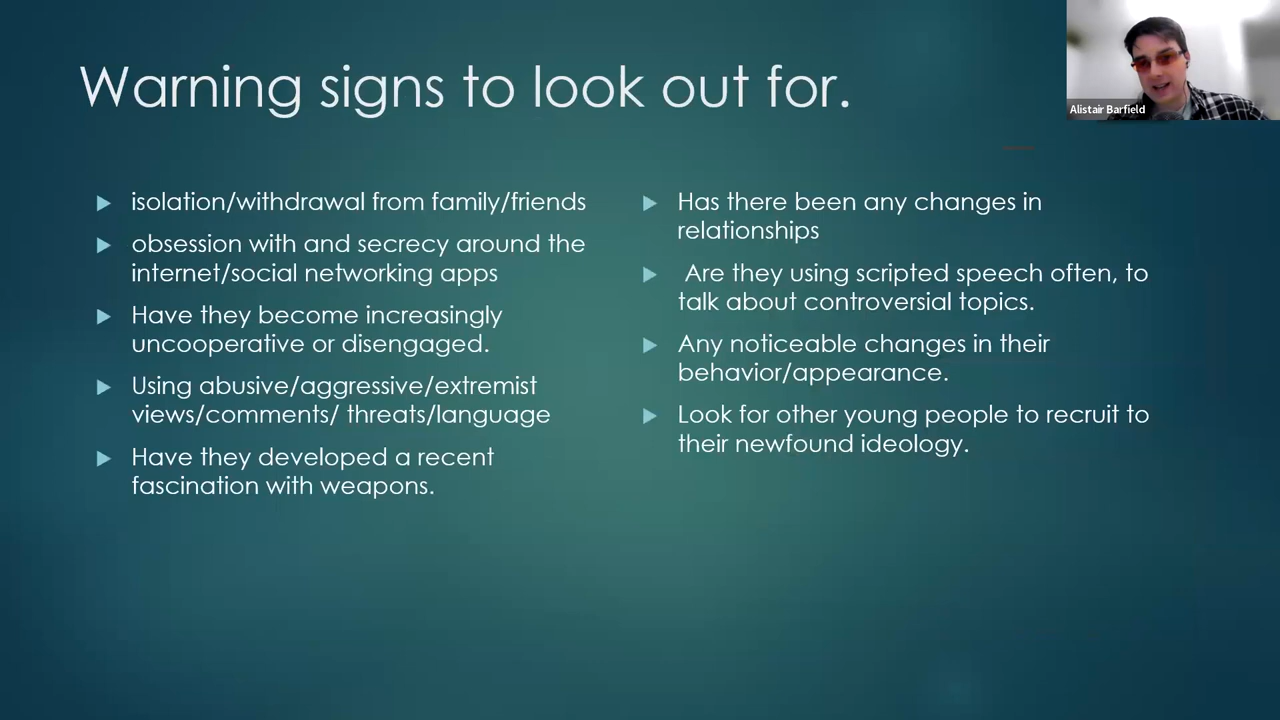 Warning signs to look out for.
Alistair Barfield
isolation/withdrawal from family/friends
obsession with and secrecy around the
internet/social networking apps
Have they become increasingly
uncooperative or disengaged.
Using abusive/aggressive/extremist
views/comments/ threats/language
Have they developed a recent
fascination with weapons.
Has there been any changes in
relationships
Are they using scripted speech often, to
talk about controversial topics.
Any noticeable changes in their
behavior/appearance.
Look for other young people to recruit to
their newfound ideology.